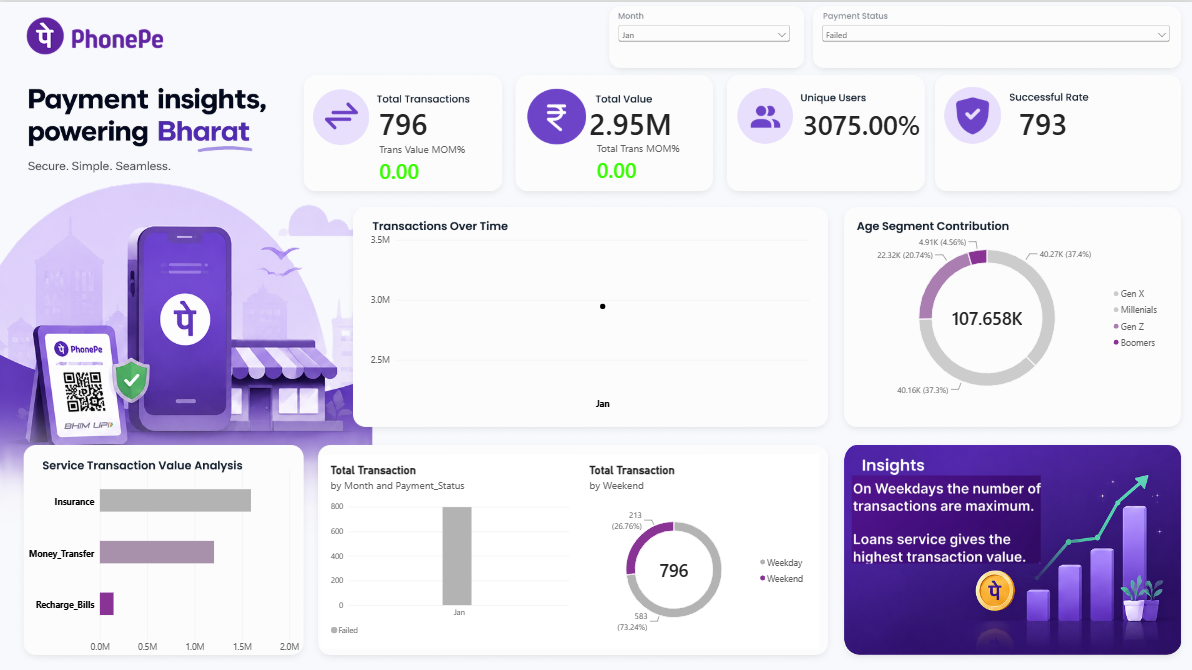 पे PhonePe
Month
Jan
Payment Status
Failed
Payment insights,
powering Bharat
Secure. Simple. Seamless.
Total Transactions
796
Trans Value MOM%
0.00
Total Value
2.95M
Total Trans MOM%
0.00
Unique Users
3075.00%
Successful Rate
793
पे
पे PhonePe
BHIM UPI
Transactions Over Time
3.5M
3.0M
2.5M
Jan
Age Segment Contribution
4.91K (4.56%)
22.32K (20.74%)
40.27K (37.4%)
107.658K
40.16K (37.3%)
Gen X
Millenials
Gen Z
Boomers
Service Transaction Value Analysis
Insurance
Money_Transfer
Recharge_Bills
0.0M 0.5M 1.0M 1.5M 2.0M
Total Transaction
by Month and Payment_Status
800
600
400
200
0
Jan
Failed
Total Transaction
by Weekend
213
(26.76%)
796
583
(73.24%)
Weekday
Weekend
Insights
On Weekdays the number of
transactions are maximum.
Loans service gives the
highest transaction value.
पे